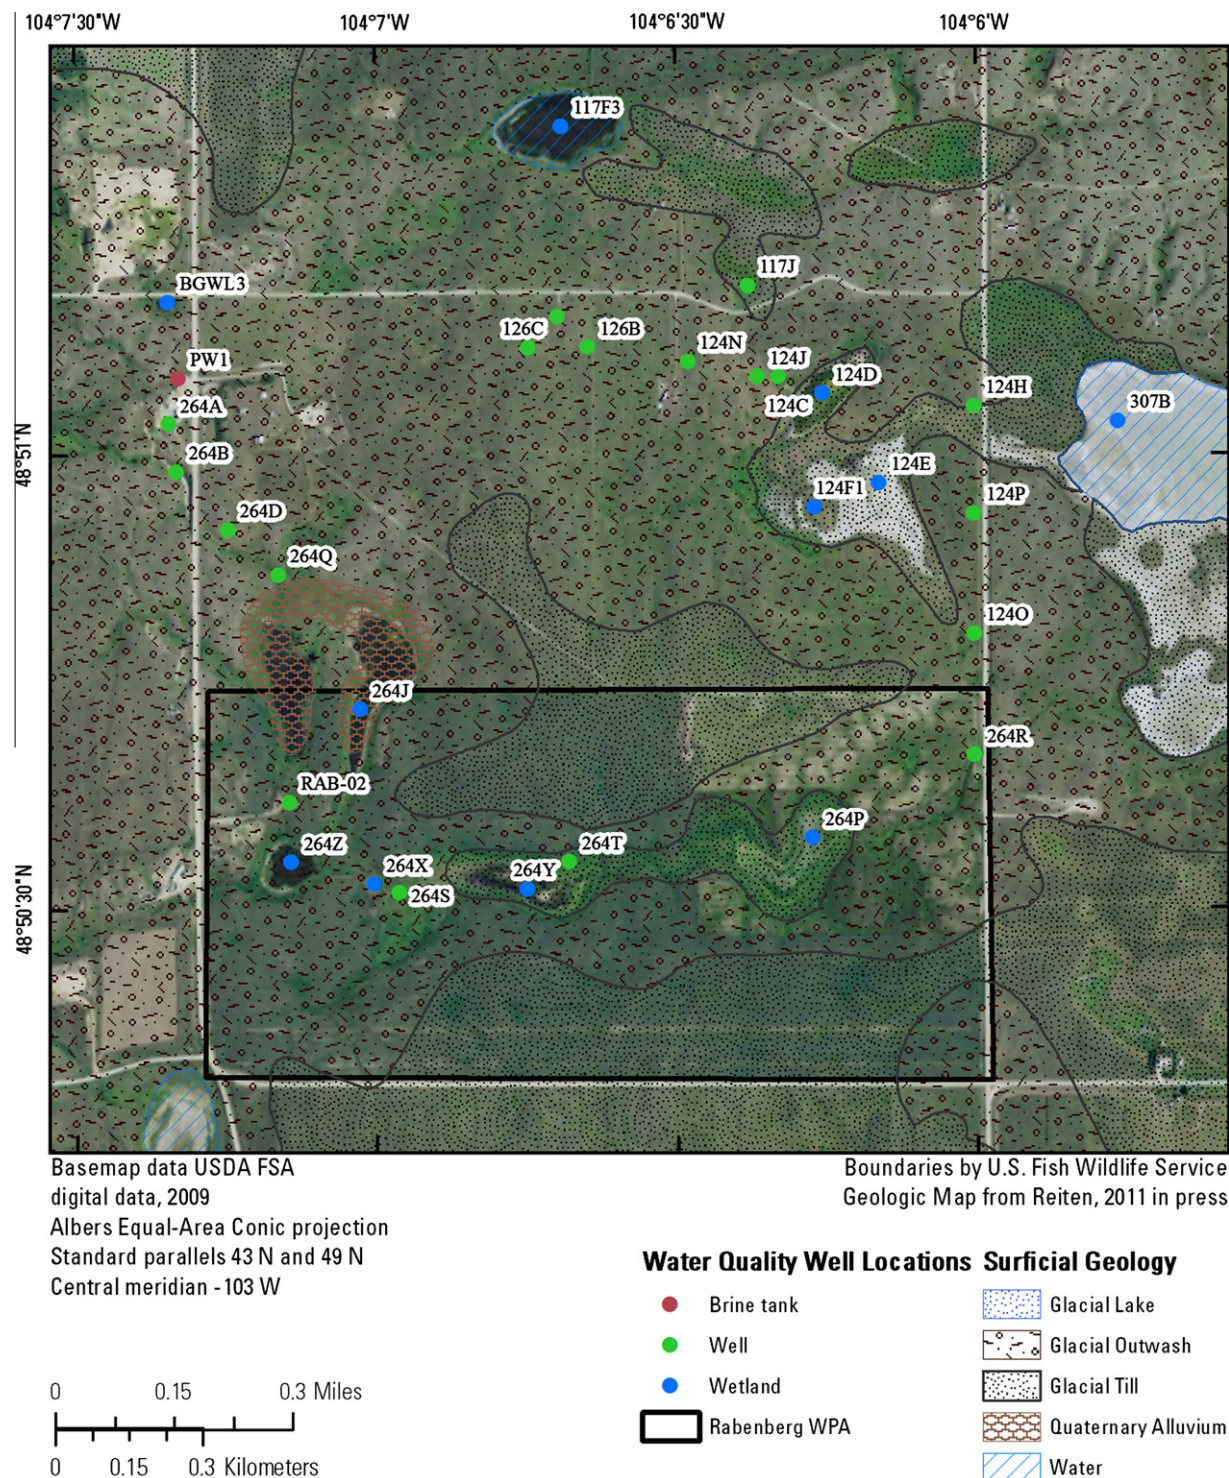 104°7'30"W 104°7'W 104°6'30"W 104°6'W
117F3
117J
BGWL3
126C 126B
124N 124J
PW1
124D
264A
124C
124H
307B
48°51'N
264B
124E
124F1
124P
264D
264Q
124O
264J
264R
RAB-02
264P
264Z
264T
264X
264Y
264S
48°50'30"N
Basemap data USDA FSA
digital data, 2009
Albers Equal-Area Conic projection
Standard parallels 43 N and 49 N
Central meridian -103 W
Boundaries by U.S. Fish Wildlife Service
Geologic Map from Reiten, 2011 in press
Water Quality Well Locations
Brine tank
Well
Wetland
Rabenberg WPA
Surficial Geology
Glacial Lake
Glacial Outwash
Glacial Till
Quaternary Alluvium
Water
0 0.15 0.3 Miles
0 0.15 0.3 Kilometers